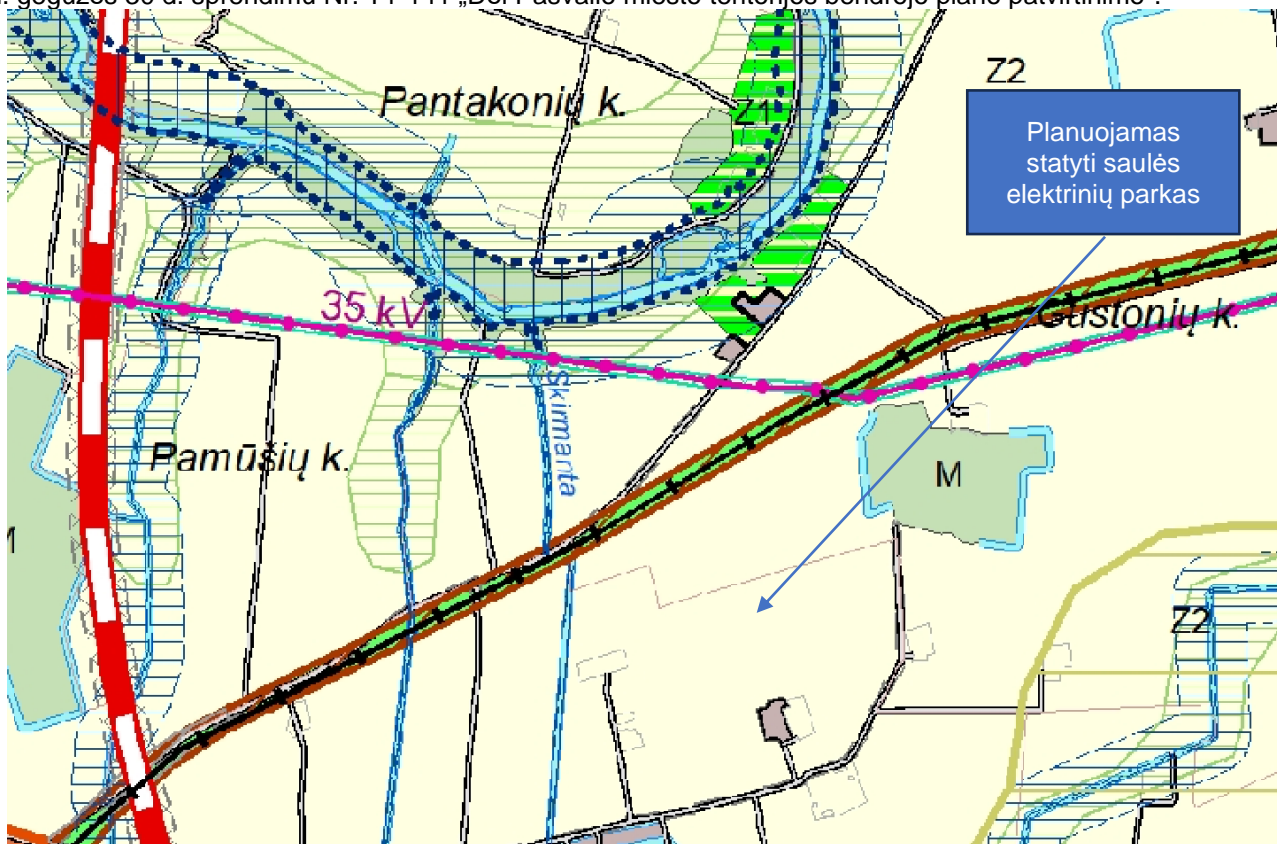 gegužės 30 d. sprendimu Nr. T1-111 „Dėl Pasvalio miesto teritorijos bendrojo plano patvirtinimo“.
Z2
Pantakonių k.
Z1
Planuojamas
statyti saulės
elektrinių parkas
35 kV
Gustonių k.
Skirmanta
Pamūšių k.
M
Z2